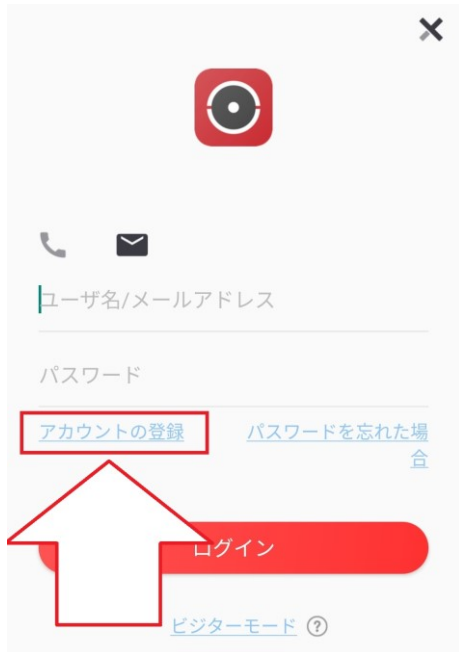 ユーザ名/メールアドレス
パスワード
アカウントの登録
パスワードを忘れた場
合
ログイン
ビジターモード ?